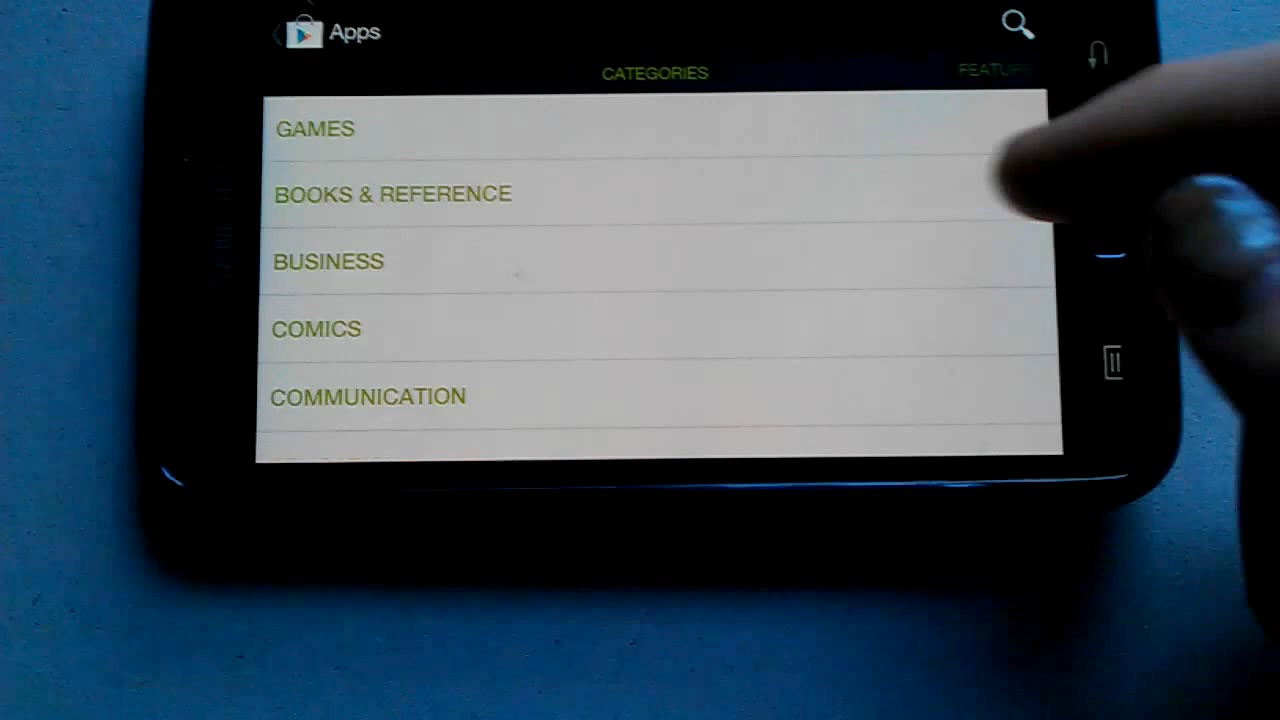 Apps
CATEGORIES
GAMES
BOOKS & REFERENCE
BUSINESS
COMICS
COMMUNICATION